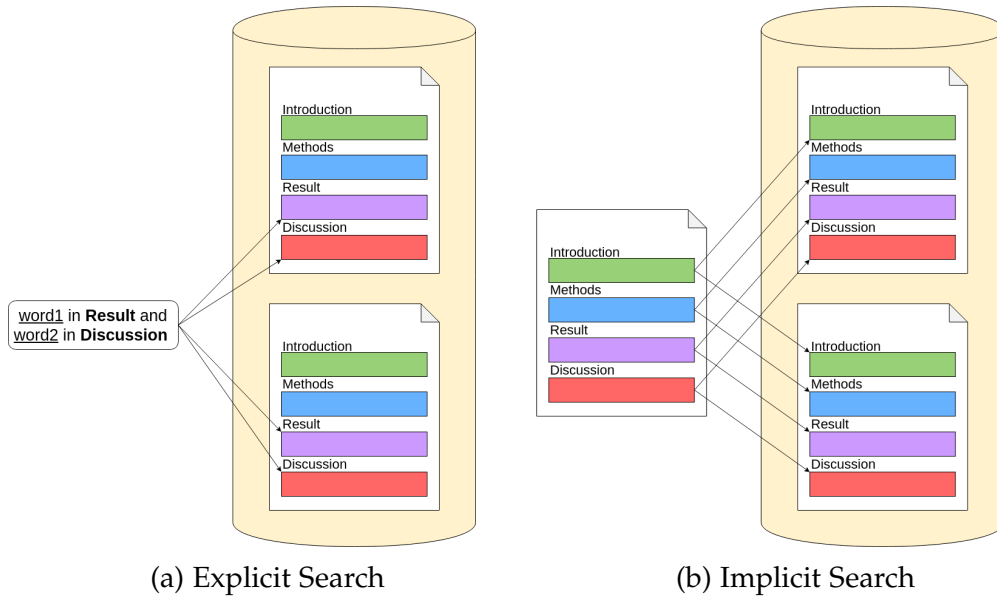 Introduction
Methods
Result
Discussion
word1 in Result and
word2 in Discussion
Introduction
Methods
Result
Discussion
(a) Explicit Search
Introduction
Methods
Result
Discussion
Introduction
Methods
Result
Discussion
Introduction
Methods
Result
Discussion
(b) Implicit Search